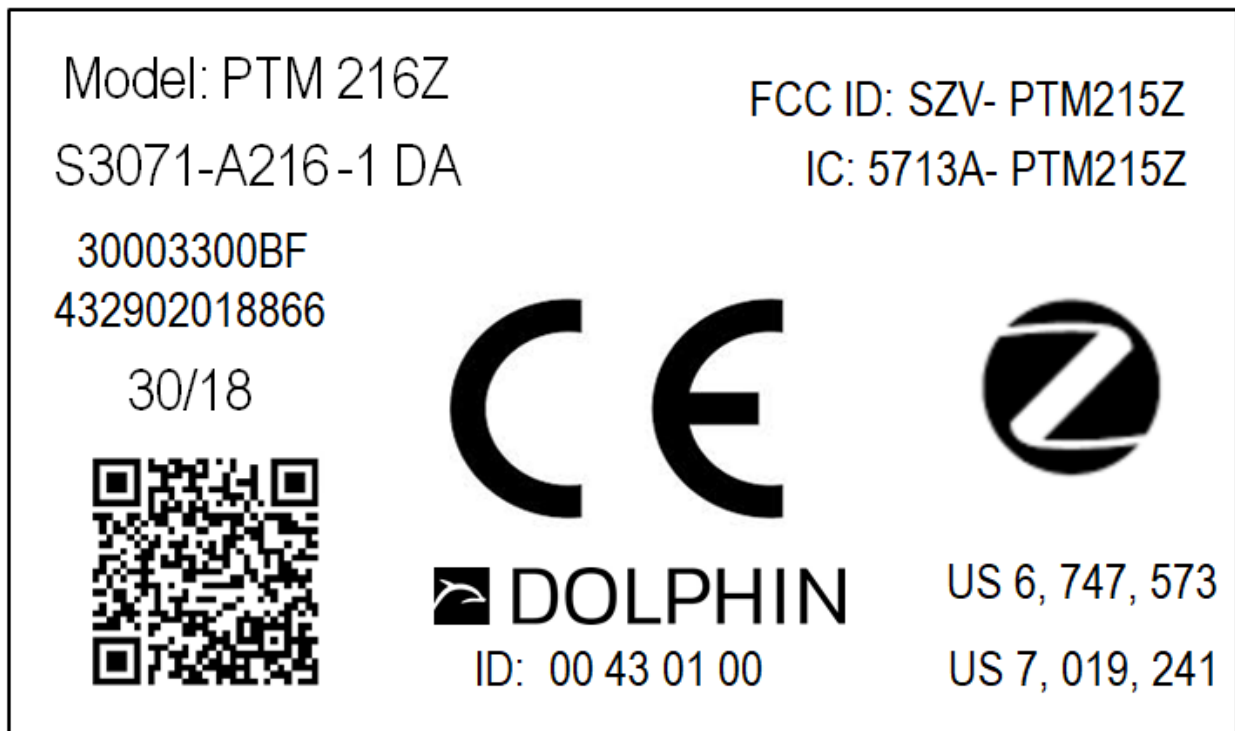 Model: PTM 216Z
S3071-A216-1 DA
30003300BF
432902018866
30/18
FCC ID: SZV- PTM215Z
IC: 5713A- PTM215Z
CE
Z
DOLPHIN
ID: 00 43 01 00
US 6, 747, 573
US 7, 019, 241